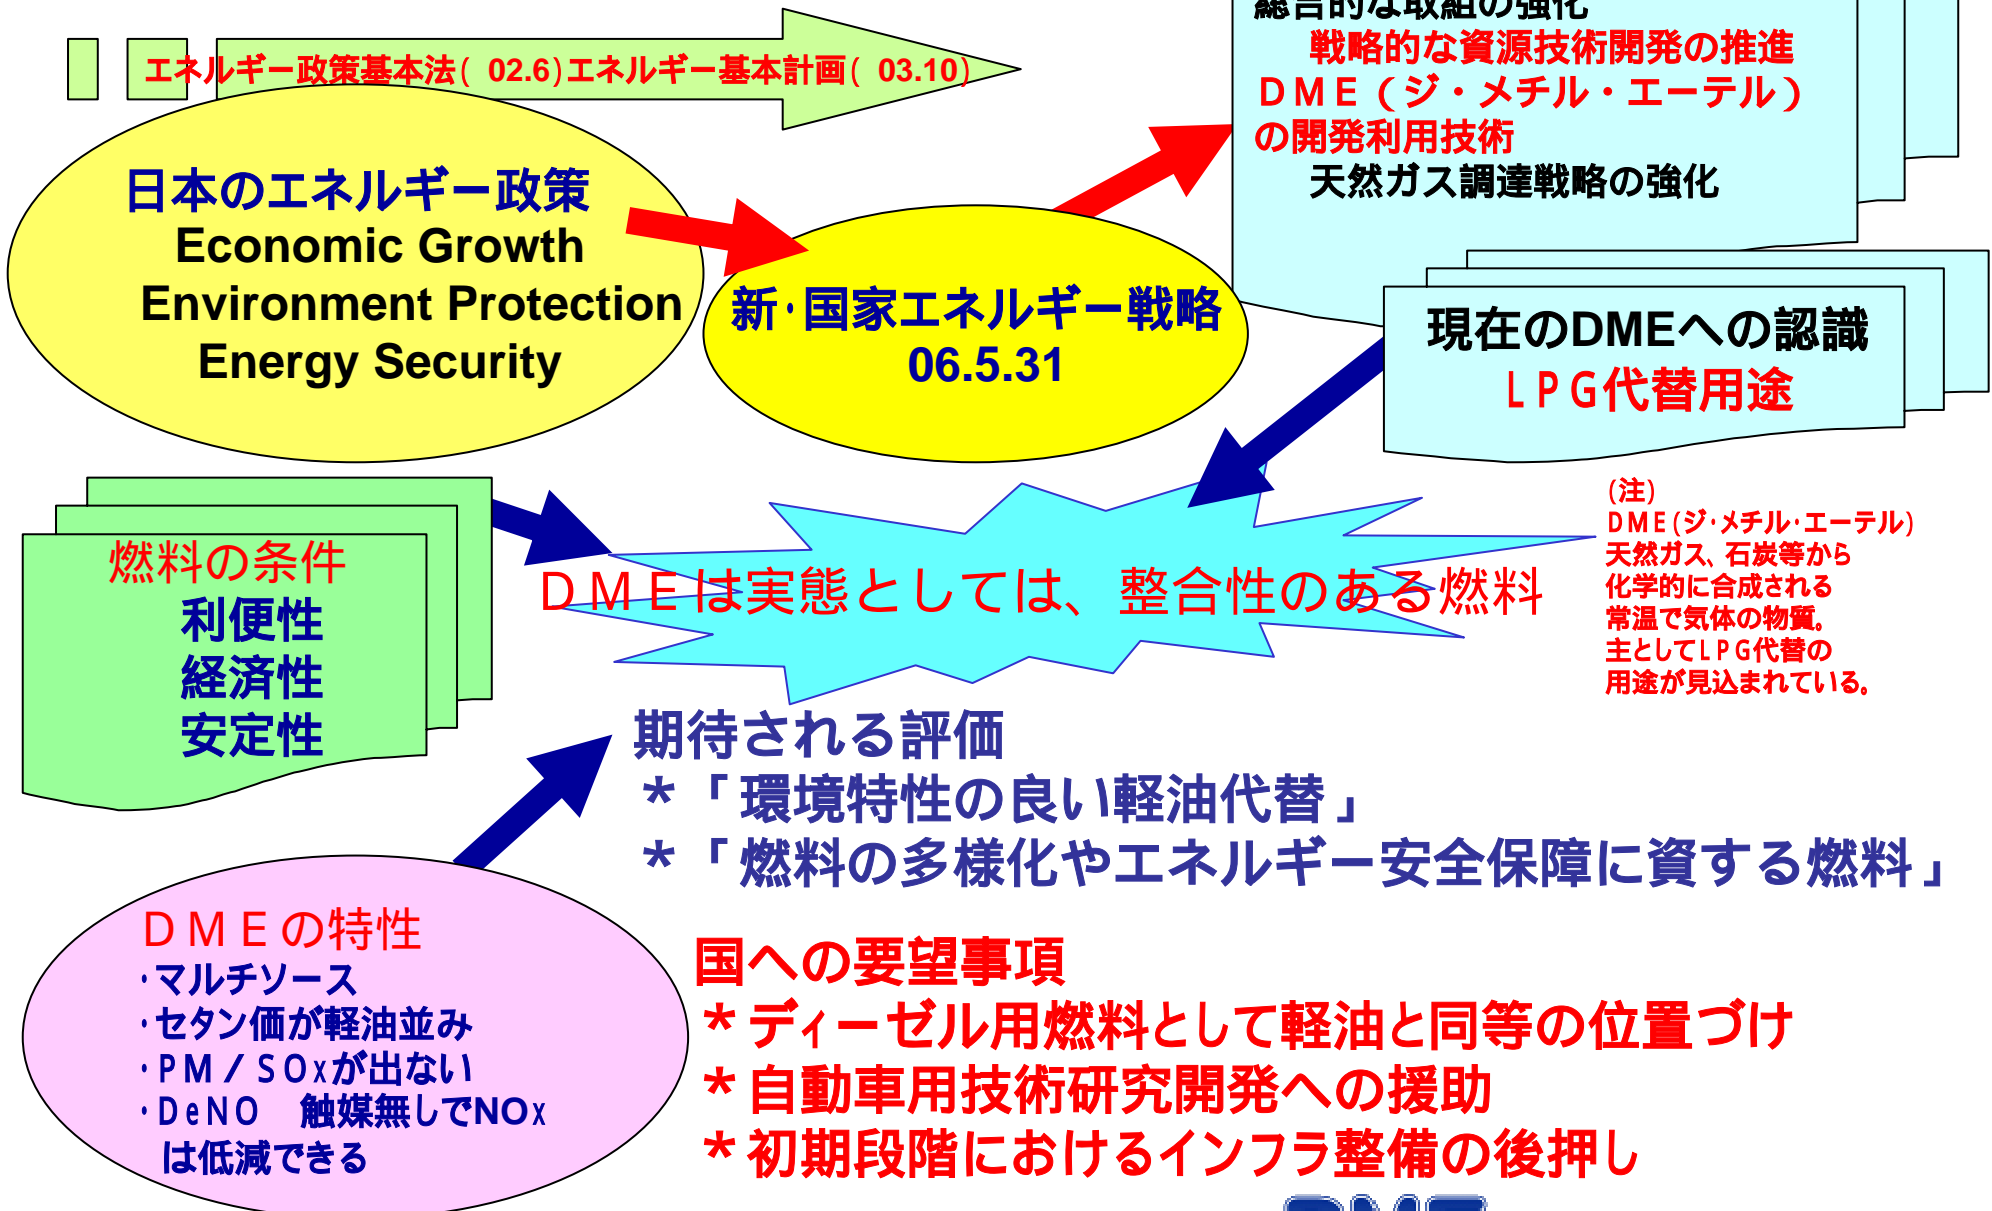 エネルギー政策基本法( 02.6)エネルギー基本計画( 03.10)
戦略的な資源技術開発の推進
DME(ジ・メチル・エーテル)
の開発利用技術
天然ガス調達戦略の強化
日本のエネルギー政策
Economic Growth
Environment Protection
Energy Security
新・国家エネルギー戦略
06.5.31
現在のDMEへの認識
LPG代替用途
燃料の条件
利便性
経済性
安定性
DMEは実態としては、整合性のある燃料
(注)
DME(ジ・メチル・エーテル)
天然ガス、石炭等から
化学的に合成される
常温で気体の物質。
主としてLPG代替の
用途が見込まれている。
期待される評価
*「環境特性の良い軽油代替」
*「燃料の多様化やエネルギー安全保障に資する燃料」
DMEの特性
・マルチソース
・セタン価が軽油並み
・PM/SOxが出ない
・DeNO 触媒無しでNOx
は低減できる
国への要望事項
*ディーゼル用燃料として軽油と同等の位置づけ
*自動車用技術研究開発への援助
*初期段階におけるインフラ整備の後押し